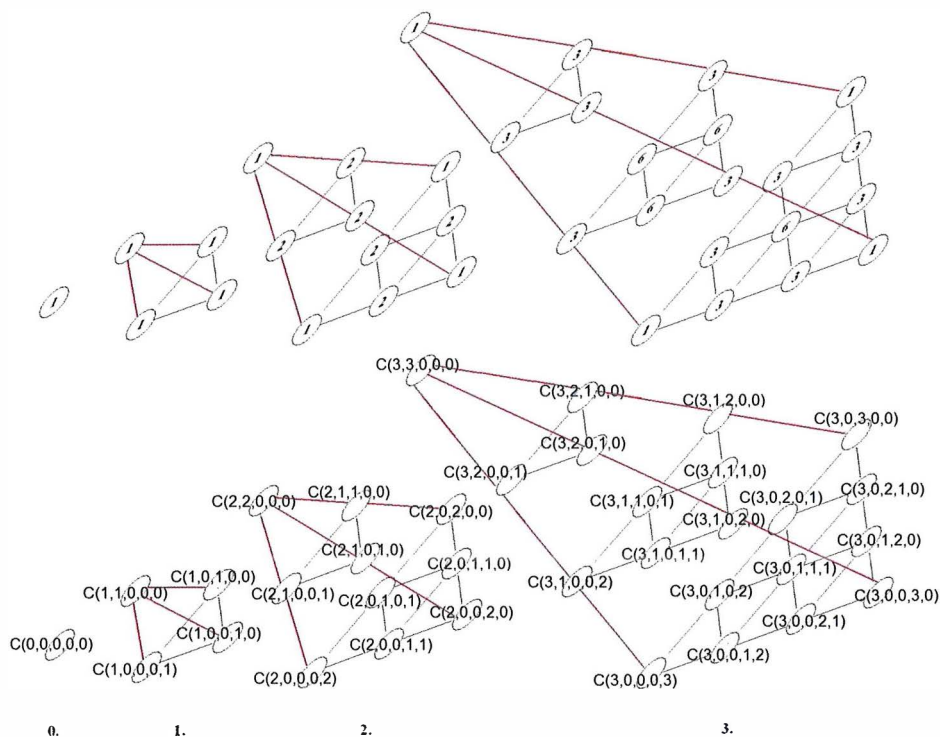 1
3
3
1
3
6
3
3
1 2 6 1
3 3
3
6
2 2 6
3
1 1 2 2 3 1
1 3
1 1 2 3
1 1 1
C(3,3,0,0,0)
C(3,2,1,0,0)
C(3,1,2,0,0)
C(3,0,3,0,0)
C(3,2,0,1,0)
C(3,2,0,0,1)
C(3,1,1,1,0)
C(3,0,2,1,0)
C(2,2,0,0,0)
C(2,1,1,0,0)
C(2,0,2,0,0)
C(3,1,1,0,1)
C(3,0,2,0,1)
C(3,1,0,2,0)
C(3,0,1,2,0)
C(2,1,0,1,0)
C(2,0,1,1,0)
C(3,1,0,1,1)
C(3,0,1,1,1)
C(1,1,0,0,0)
C(1,0,1,0,0)
C(2,1,0,0,1)
C(2,0,1,0,1)
C(3,1,0,0,2)
C(3,0,1,0,2)
C(3,0,0,3,0)
C(2,0,0,2,0)
C(3,0,0,2,1)
C(1,0,0,1,0)
C(0,0,0,0,0)
C(2,0,0,1,1)
C(3,0,0,1,2)
C(1,0,0,0,1)
C(2,0,0,0,2)
C(3,0,0,0,3)
0. 1. 2. 3.